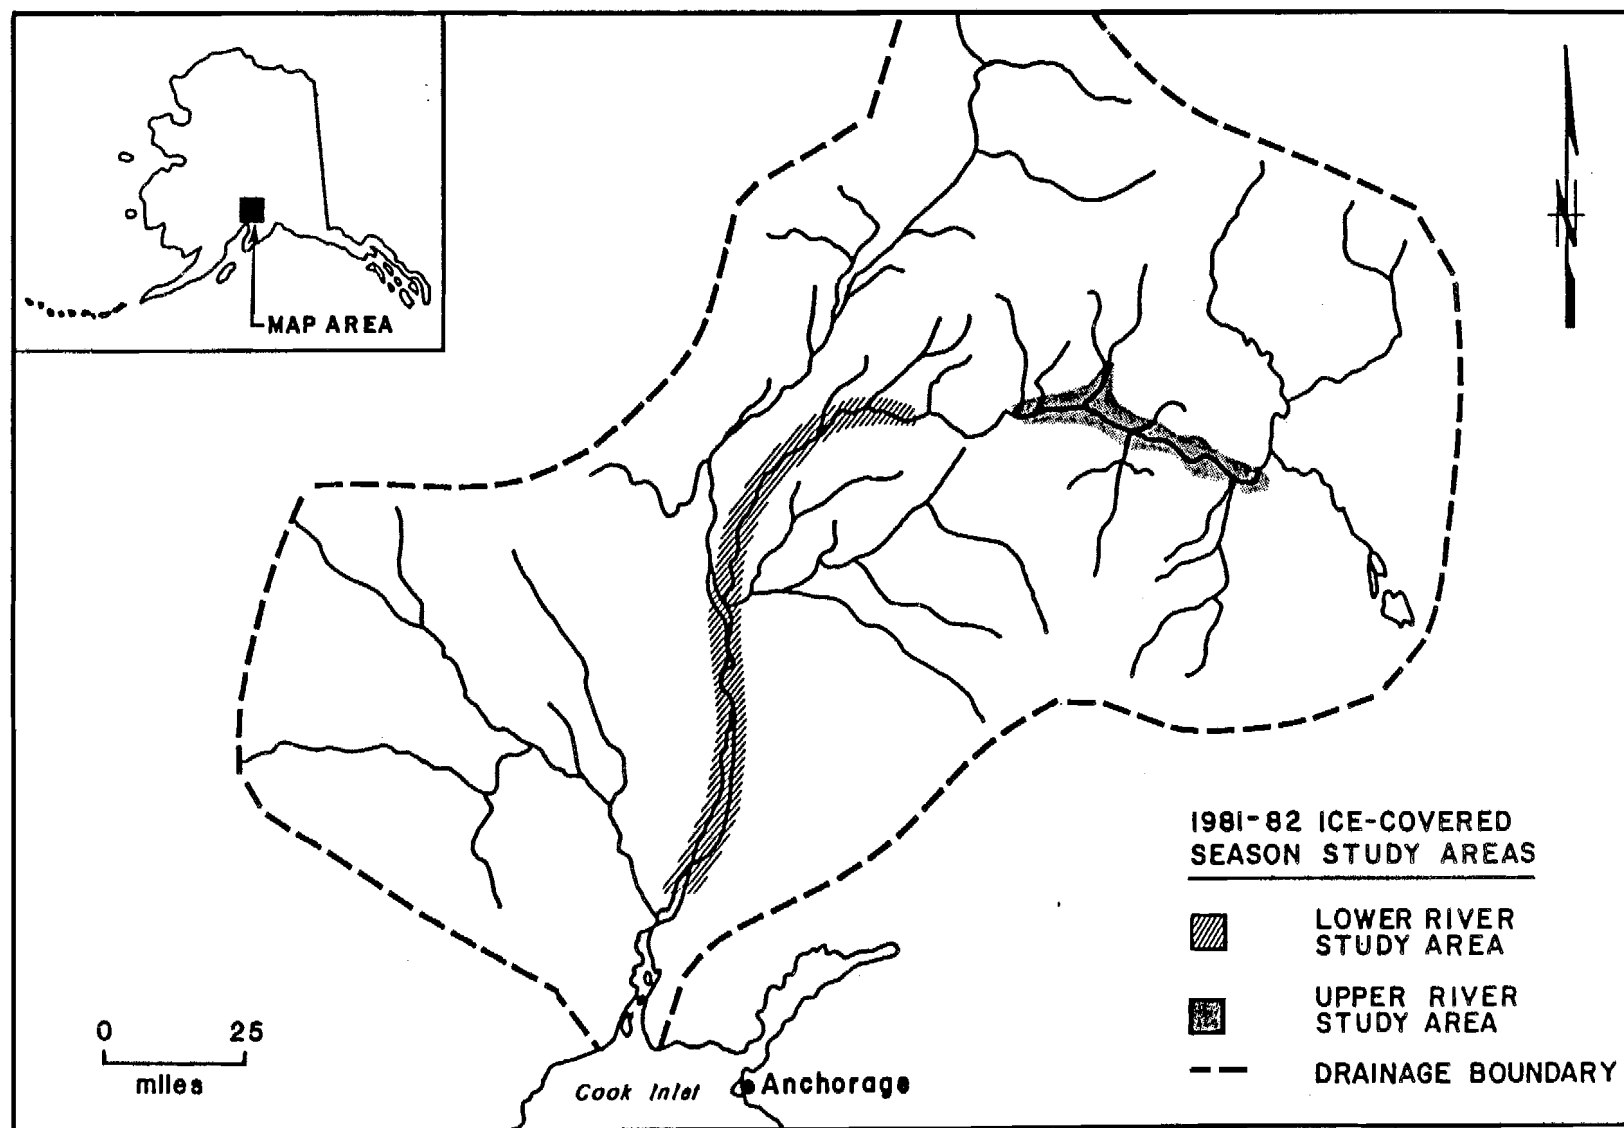 MAP AREA
1981-82 ICE-COVERED
SEASON STUDY AREAS
LOWER RIVER
STUDY AREA
UPPER RIVER
STUDY AREA
DRAINAGE BOUNDARY
0 25
miles
Cook Inlet
Anchorage
N